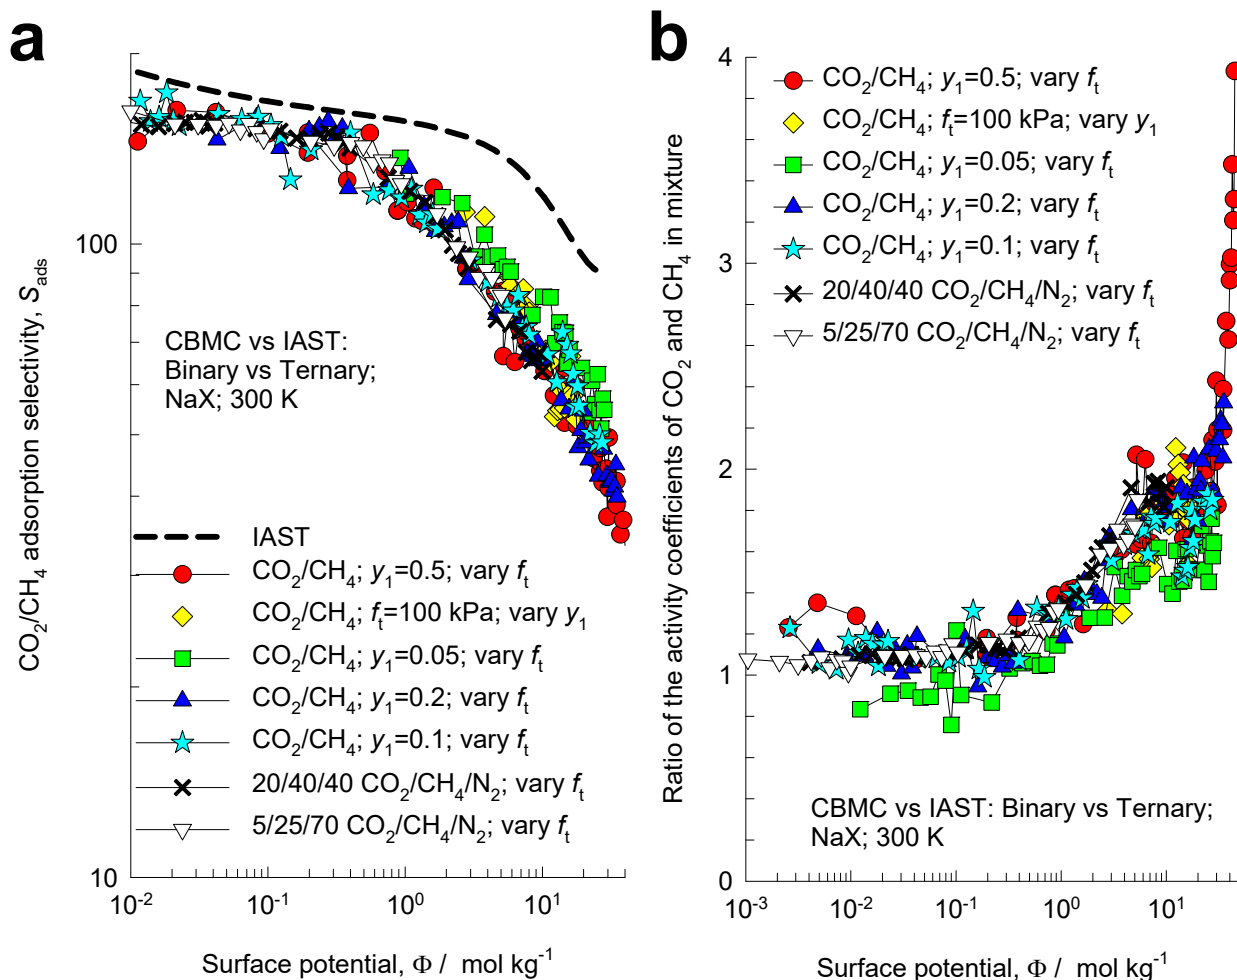 a
CO2/CH4 adsorption selectivity, Sads
100
10
CBMC vs IAST:
Binary vs Ternary;
NaX; 300 K
IAST
CO2/CH4; y1=0.5; vary ft
CO2/CH4; ft=100 kPa; vary y1
CO2/CH4; y1=0.05; vary ft
CO2/CH4; y1=0.2; vary ft
CO2/CH4; y1=0.1; vary ft
20/40/40 CO2/CH4/N2; vary ft
5/25/70 CO2/CH4/N2; vary ft
10-2 10-1 100 101
Surface potential, Φ / mol kg-1
b
Ratio of the activity coefficients of CO2 and CH4 in mixture
4
3
2
1
0
CO2/CH4; y1=0.5; vary ft
CO2/CH4; ft=100 kPa; vary y1
CO2/CH4; y1=0.05; vary ft
CO2/CH4; y1=0.2; vary ft
CO2/CH4; y1=0.1; vary ft
20/40/40 CO2/CH4/N2; vary ft
5/25/70 CO2/CH4/N2; vary ft
CBMC vs IAST: Binary vs Ternary;
NaX; 300 K
10-3 10-2 10-1 100 101
Surface potential, Φ / mol kg-1